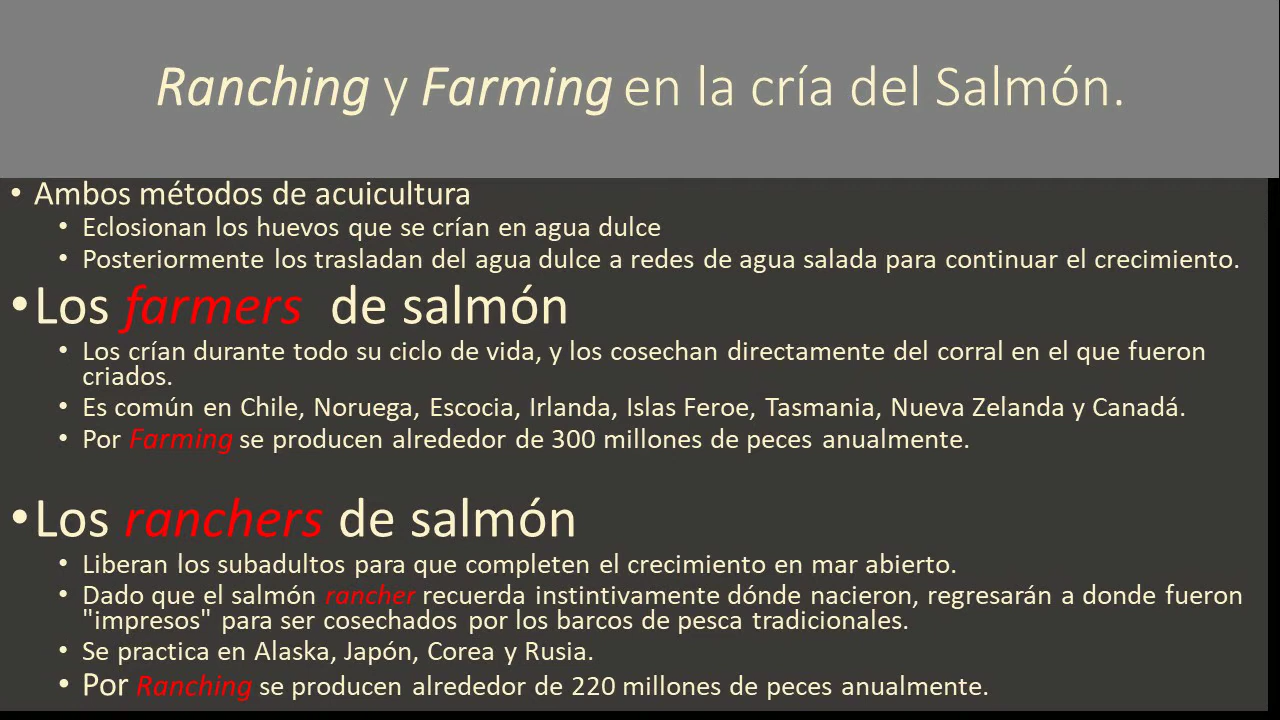 Ranching y Farming en la cría del Salmón.
• Ambos métodos de acuicultura
• Eclosionan los huevos que se crían en agua dulce
• Posteriormente los trasladan del agua dulce a redes de agua salada para continuar el crecimiento.
• Los farmers de salmón
• Los crían durante todo su ciclo de vida, y los cosechan directamente del corral en el que fueron
criados.
• Es común en Chile, Noruega, Escocia, Irlanda, Islas Feroe, Tasmania, Nueva Zelanda y Canadá.
• Por Farming se producen alrededor de 300 millones de peces anualmente.
• Los ranchers de salmón
• Liberan los subadultos para que completen el crecimiento en mar abierto.
• Dado que el salmón rancher recuerda instintivamente dónde nacieron, regresarán a donde fueron
"impresos" para ser cosechados por los barcos de pesca tradicionales.
• Se practica en Alaska, Japón, Corea y Rusia.
• Por Ranching se producen alrededor de 220 millones de peces anualmente.